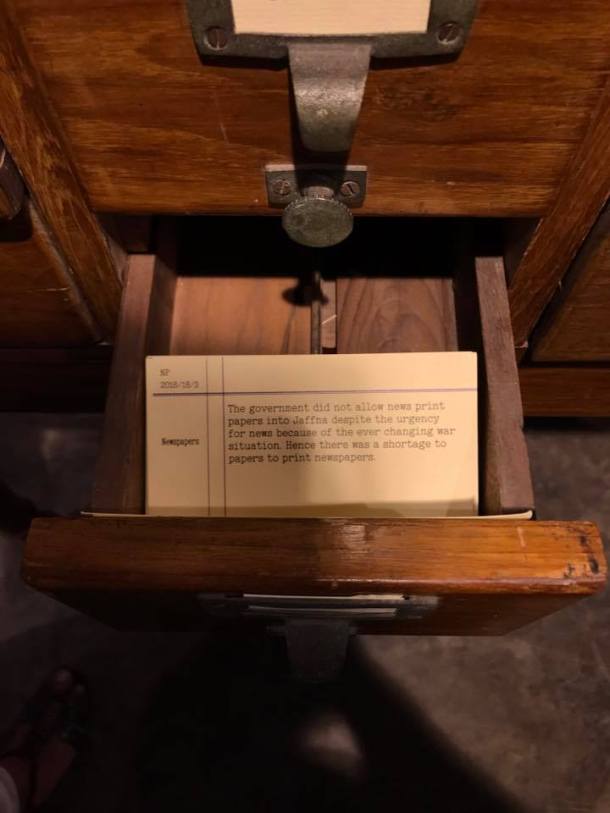 NP
2018/18/3
The government did not allow news print
papers into Jaffna despite the urgency
for news because of the ever changing war
Newspapers
situation. Hence there was a shortage to
papers to print newspapers.